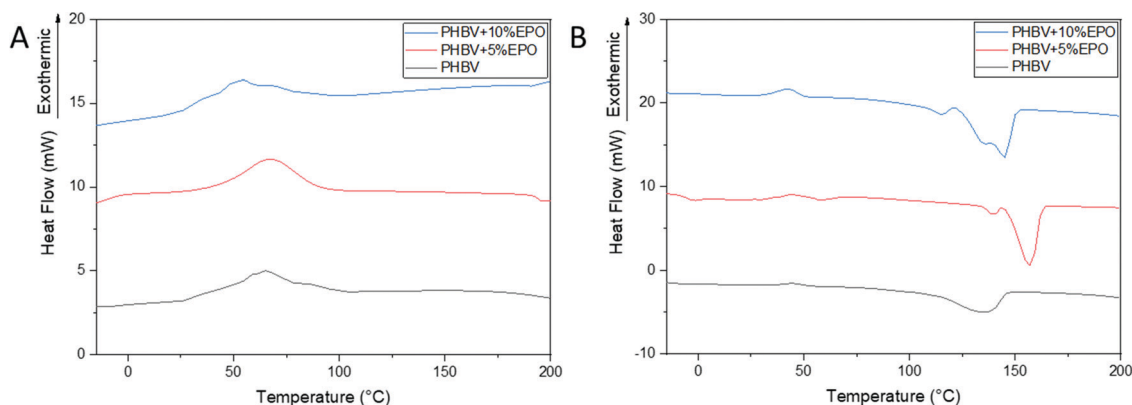 A
Exothermic
Heat Flow (mW)
20
15
10
5
0
PHBV+10%EPO
PHBV+5%EPO
PHBV
0
50
100
150
200
Temperature (°C)
B
Exothermic
Heat Flow (mW)
30
20
10
0
-10
PHBV+10%EPO
PHBV+5%EPO
PHBV
0
50
100
150
200
Temperature (°C)